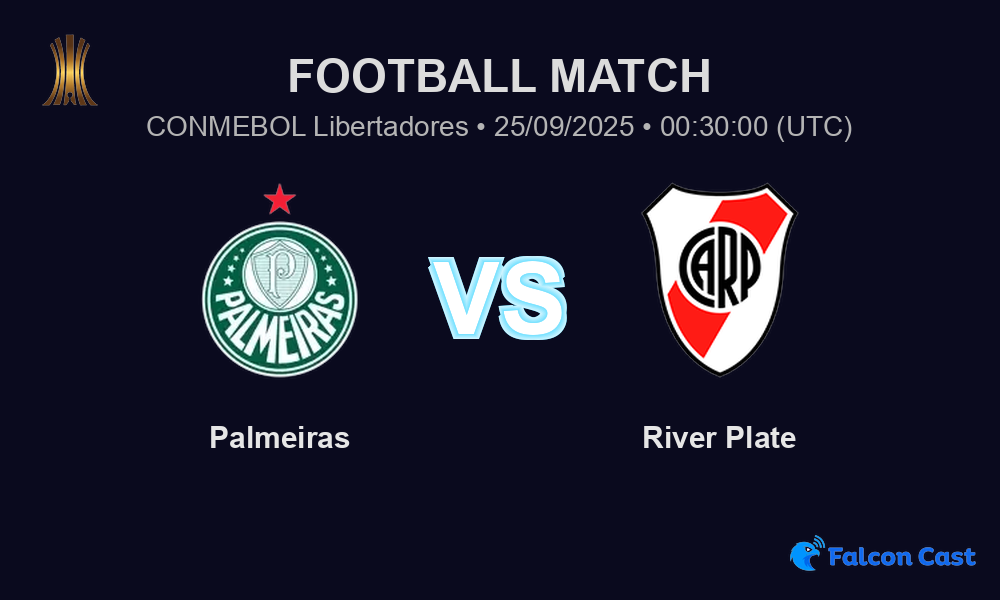 FOOTBALL MATCH
CONMEBOL Libertadores • 25/09/2025 • 00:30:00 (UTC)
P
PALMEIRAS
VS
CARP
Palmeiras
River Plate
Falcon Cast